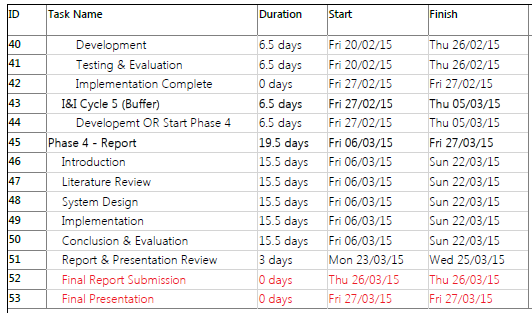 ID Task Name Duration Start Finish
40 Development 6.5 days Fri 20/02/15 Thu 26/02/15
41 Testing & Evaluation 6.5 days Fri 20/02/15 Thu 26/02/15
42 Implementation Complete 0 days Fri 27/02/15 Fri 27/02/15
43 I&I Cycle 5 (Buffer) 6.5 days Fri 27/02/15 Thu 05/03/15
44 Developemt OR Start Phase 4 6.5 days Fri 27/02/15 Thu 05/03/15
45 Phase 4 - Report 19.5 days Fri 06/03/15 Fri 27/03/15
46 Introduction 15.5 days Fri 06/03/15 Sun 22/03/15
47 Literature Review 15.5 days Fri 06/03/15 Sun 22/03/15
48 System Design 15.5 days Fri 06/03/15 Sun 22/03/15
49 Implementation 15.5 days Fri 06/03/15 Sun 22/03/15
50 Conclusion & Evaluation 15.5 days Fri 06/03/15 Sun 22/03/15
51 Report & Presentation Review 3 days Mon 23/03/15 Wed 25/03/15
52 Final Report Submission 0 days Thu 26/03/15 Thu 26/03/15
53 Final Presentation 0 days Fri 27/03/15 Fri 27/03/15